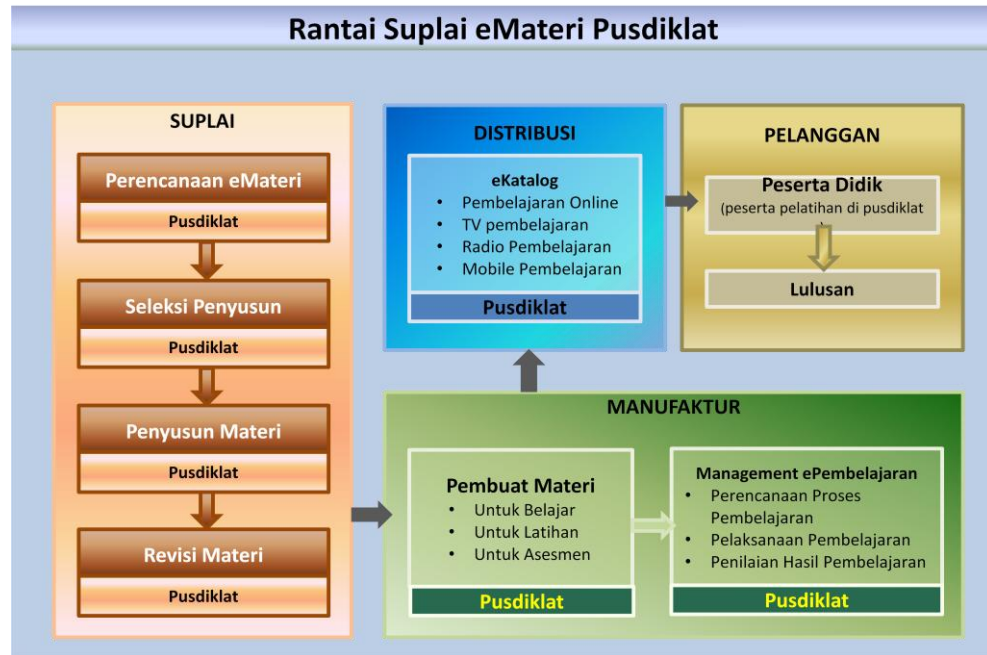 Rantai Suplai eMateri Pusdiklat
SUPLAI
Perencanaan eMateri
Pusdiklat
Seleksi Penyusun
Pusdiklat
Penyusun Materi
Pusdiklat
Revisi Materi
Pusdiklat
DISTRIBUSI
eKatalog
• Pembelajaran Online
• TV pembelajaran
• Radio Pembelajaran
• Mobile Pembelajaran
Pusdiklat
PELANGGAN
Peserta Didik
(peserta pelatihan di pusdiklat
Lulusan
MANUFAKTUR
Pembuat Materi
• Untuk Belajar
• Untuk Latihan
• Untuk Asesmen
Pusdiklat
Management ePembelajaran
• Perencanaan Proses
Pembelajaran
• Pelaksanaan Pembelajaran
• Penilaian Hasil Pembelajaran
Pusdiklat